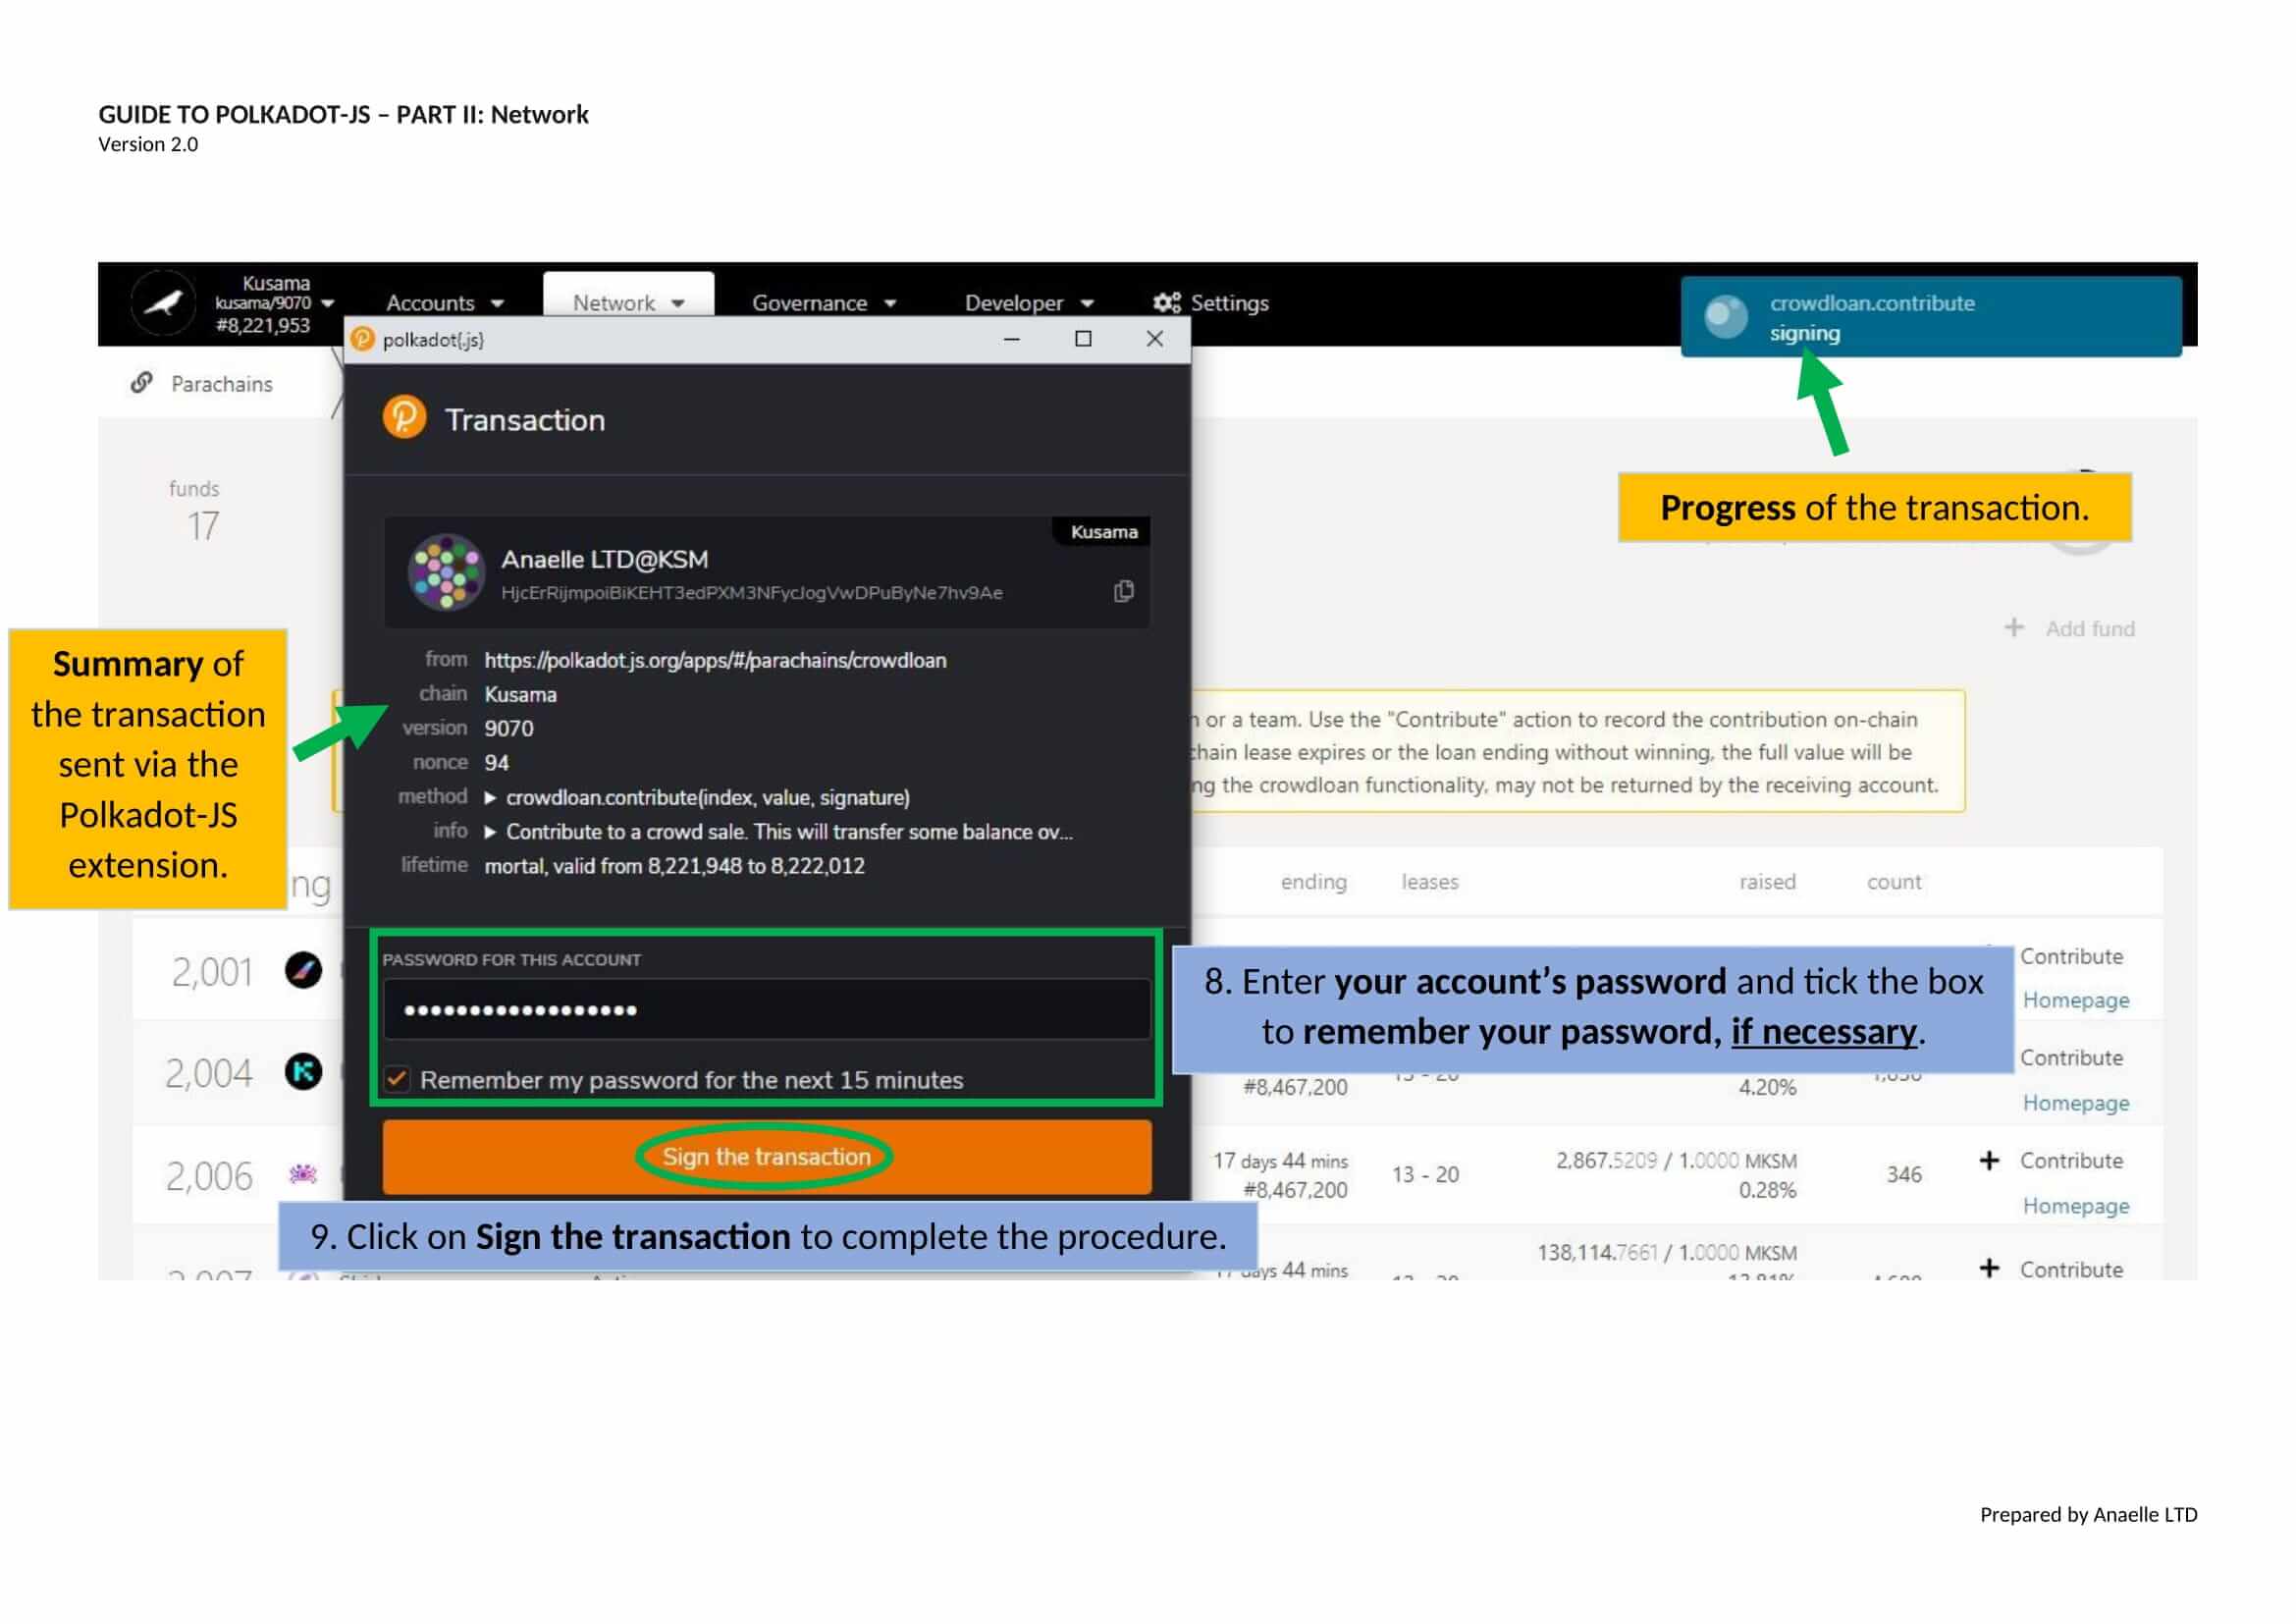 GUIDE TO POLKADOT-JS – PART II: Network
Version 2.0
Kusama
kusama/9070
#8,221,953
Accounts
Network
Governance
Developer
Settings
crowdloan.contribute
signing
polkadot{.js}
Parachains
Transaction
funds
17
Progress of the transaction.
Kusama
Anaelle LTD@KSM
HjcErRijmpoiBiKEHT3edPXM3NFycJogVwDPuByNe7hv9Ae
+ Add fund
Summary of
the transaction
sent via the
Polkadot-JS
extension.
from https://polkadot.js.org/apps/#/parachains/crowdloan
chain Kusama
version 9070
nonce 94
method ▶ crowdloan.contribute(index, value, signature)
info ▶ Contribute to a crowd sale. This will transfer some balance ov...
lifetime mortal, valid from 8,221,948 to 8,222,012
or a team. Use the "Contribute" action to record the contribution on-chain
lease expires or the loan ending without winning, the full value will be
the crowdloan functionality, may not be returned by the receiving account.
ng
ending leases raised count
PASSWORD FOR THIS ACCOUNT
••••••••••••••••••
Remember my password for the next 15 minutes
Sign the transaction
8. Enter your account's password and tick the box
to remember your password, if necessary.
2,001
Contribute
Homepage
2,004
#8,467,200
4.20%
Contribute
Homepage
2,006
17 days 44 mins
#8,467,200
13 - 20
2,867.5209 / 1.0000 MKSM
0.28%
346
+ Contribute
Homepage
9. Click on Sign the transaction to complete the procedure.
days 44 mins
138,114.7661 / 1.0000 MKSM
+ Contribute
Prepared by Anaelle LTD